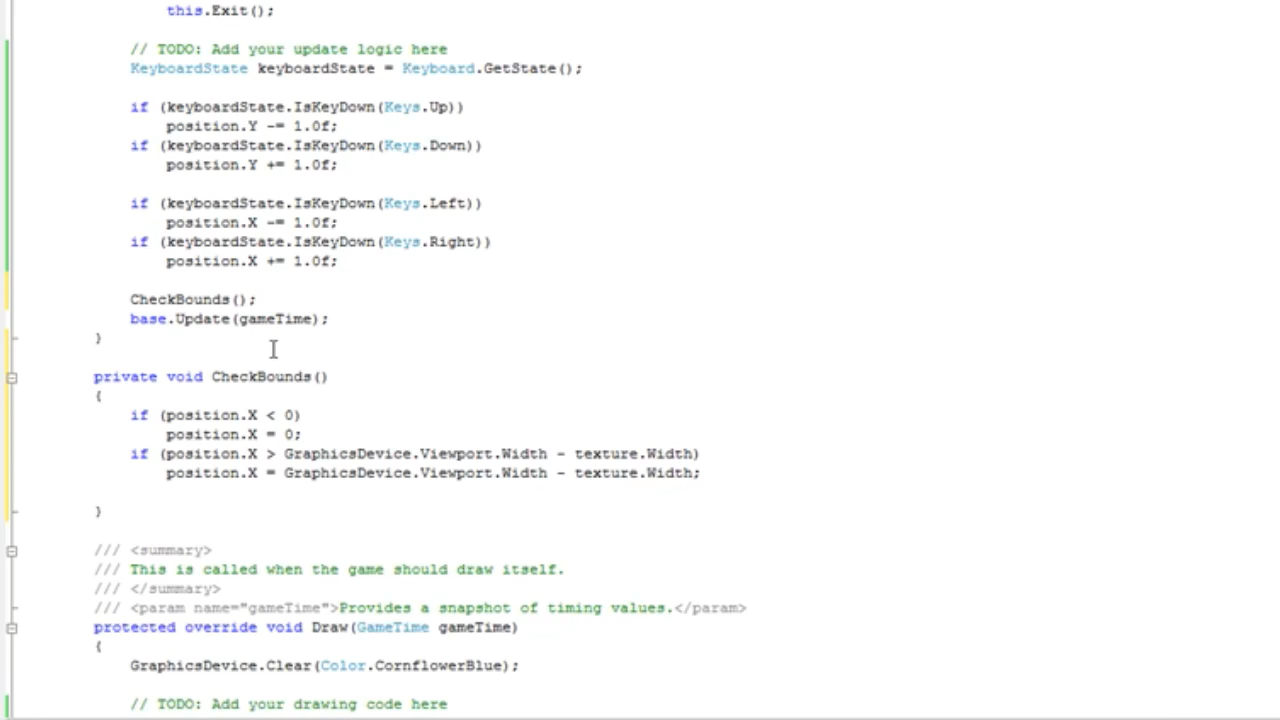 this.Exit();
// TODO: Add your update logic here
KeyboardState keyboardState = Keyboard.GetState();
if (keyboardState.IsKeyDown(Keys.Up))
position.Y -= 1.0f;
if (keyboardState.IsKeyDown(Keys.Down))
position.Y += 1.0f;
if (keyboardState.IsKeyDown(Keys.Left))
position.X -= 1.0f;
if (keyboardState.IsKeyDown(Keys.Right))
position.X += 1.0f;
CheckBounds();
base.Update(gameTime);
}
private void CheckBounds()
{
if (position.X < 0)
position.X = 0;
if (position.X > GraphicsDevice.Viewport.Width - texture.Width)
position.X = GraphicsDevice.Viewport.Width - texture.Width;
}
/// <summary>
/// This is called when the game should draw itself.
/// </summary>
/// <param name="gameTime">Provides a snapshot of timing values.</param>
protected override void Draw(GameTime gameTime)
{
GraphicsDevice.Clear(Color.CornflowerBlue);
// TODO: Add your drawing code here